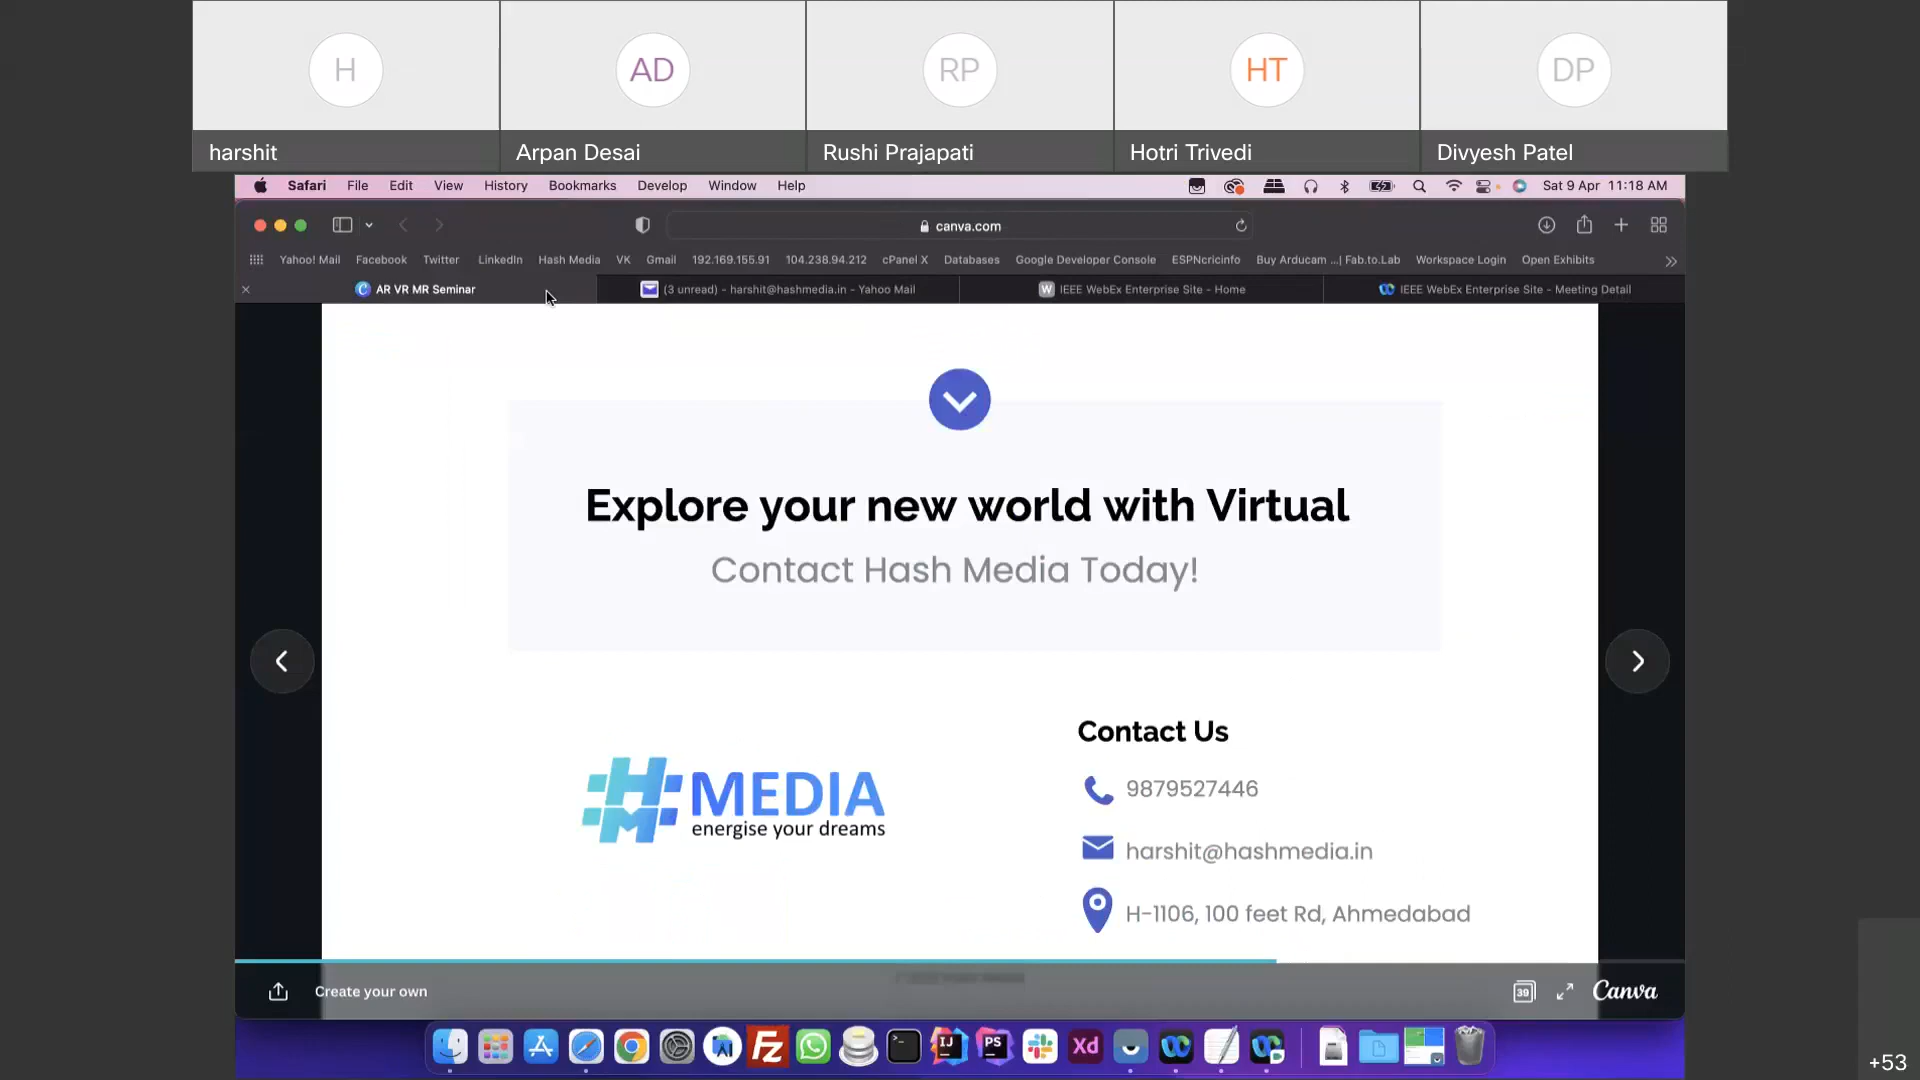 H
AD
RP
HT
DP
harshit
Arpan Desai
Rushi Prajapati
Hotri Trivedi
Divyesh Patel
Safari File Edit View History Bookmarks Develop Window Help
Sat 9 Apr 11:18 AM
canva.com
Yahoo! Mail Facebook Twitter LinkedIn Hash Media VK Gmail 192.169.155.91 104.238.94.212 cPanel X Databases Google Developer Console ESPNcricinfo Buy Arducam ...| Fab.to.Lab Workspace Login Open Exhibits
AR VR MR Seminar
(3 unread) - harshit@hashmedia.in - Yahoo Mail
W IEEE WebEx Enterprise Site - Home
IEEE WebEx Enterprise Site - Meeting Detail
Explore your new world with Virtual
Contact Hash Media Today!
Contact Us
9879527446
harshit@hashmedia.in
H-1106, 100 feet Rd, Ahmedabad
#MEDIA
energise your dreams
Create your own
39
Canva
Fz
IJ
PS
Xd
+53